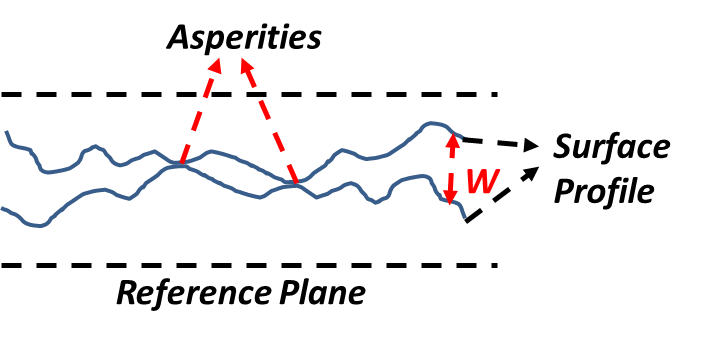 Asperities
Surface
Profile
W
Reference Plane